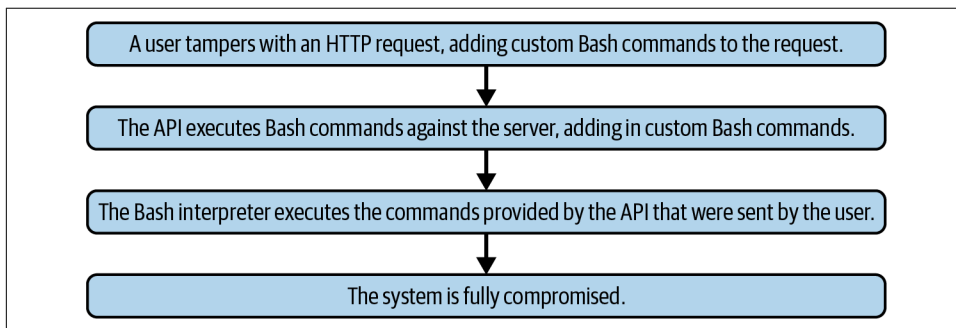 A user tampers with an HTTP request, adding custom Bash commands to the request.
The API executes Bash commands against the server, adding in custom Bash commands.
The Bash interpreter executes the commands provided by the API that were sent by the user.
The system is fully compromised.